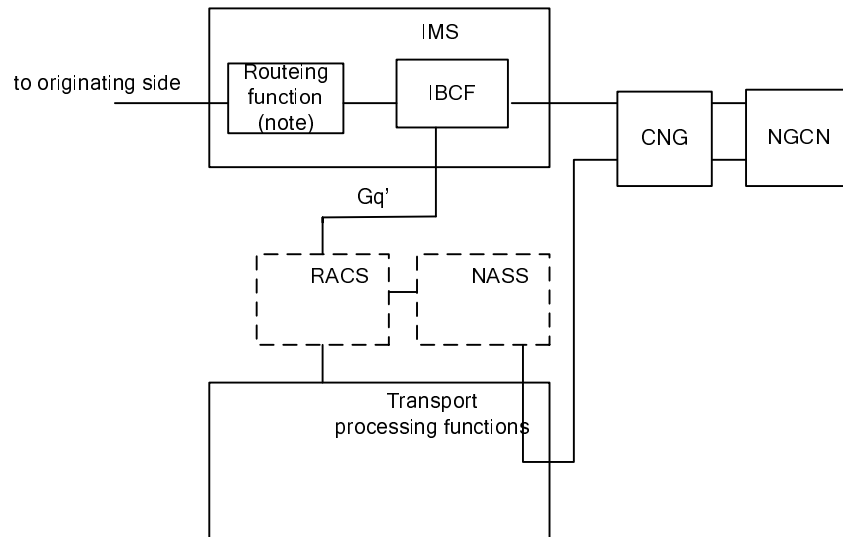 IMS
to originating side
Routeing
function
(note)
IBCF
CNG
NGCN
Gq’
RACS
NASS
Transport
processing functions